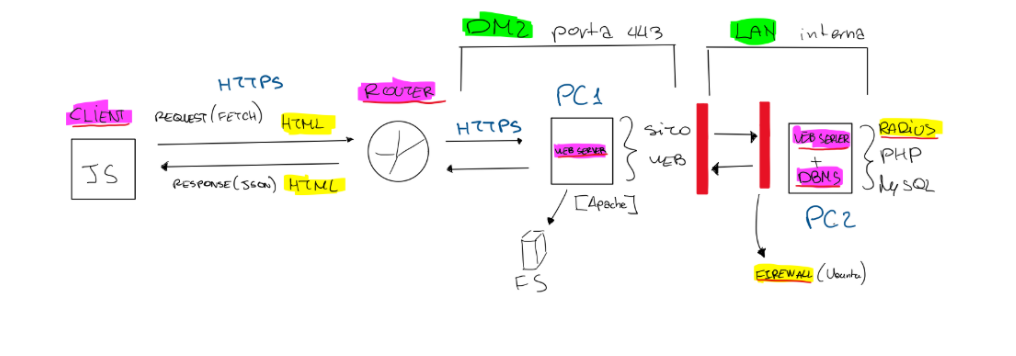 DMZ porta 443
LAN interna
HTTPS
CLIENT
REQUEST (FETCH) HTML
JS
RESPONSE (JSON) HTML
ROUTER
HTTPS
PC1
WEB SERVER
SITO
WEB
[Apache]
FS
WEB SERVER
+
DBMS
RADIUS
PHP
MySQL
PC2
FIREWALL (Ubuntu)